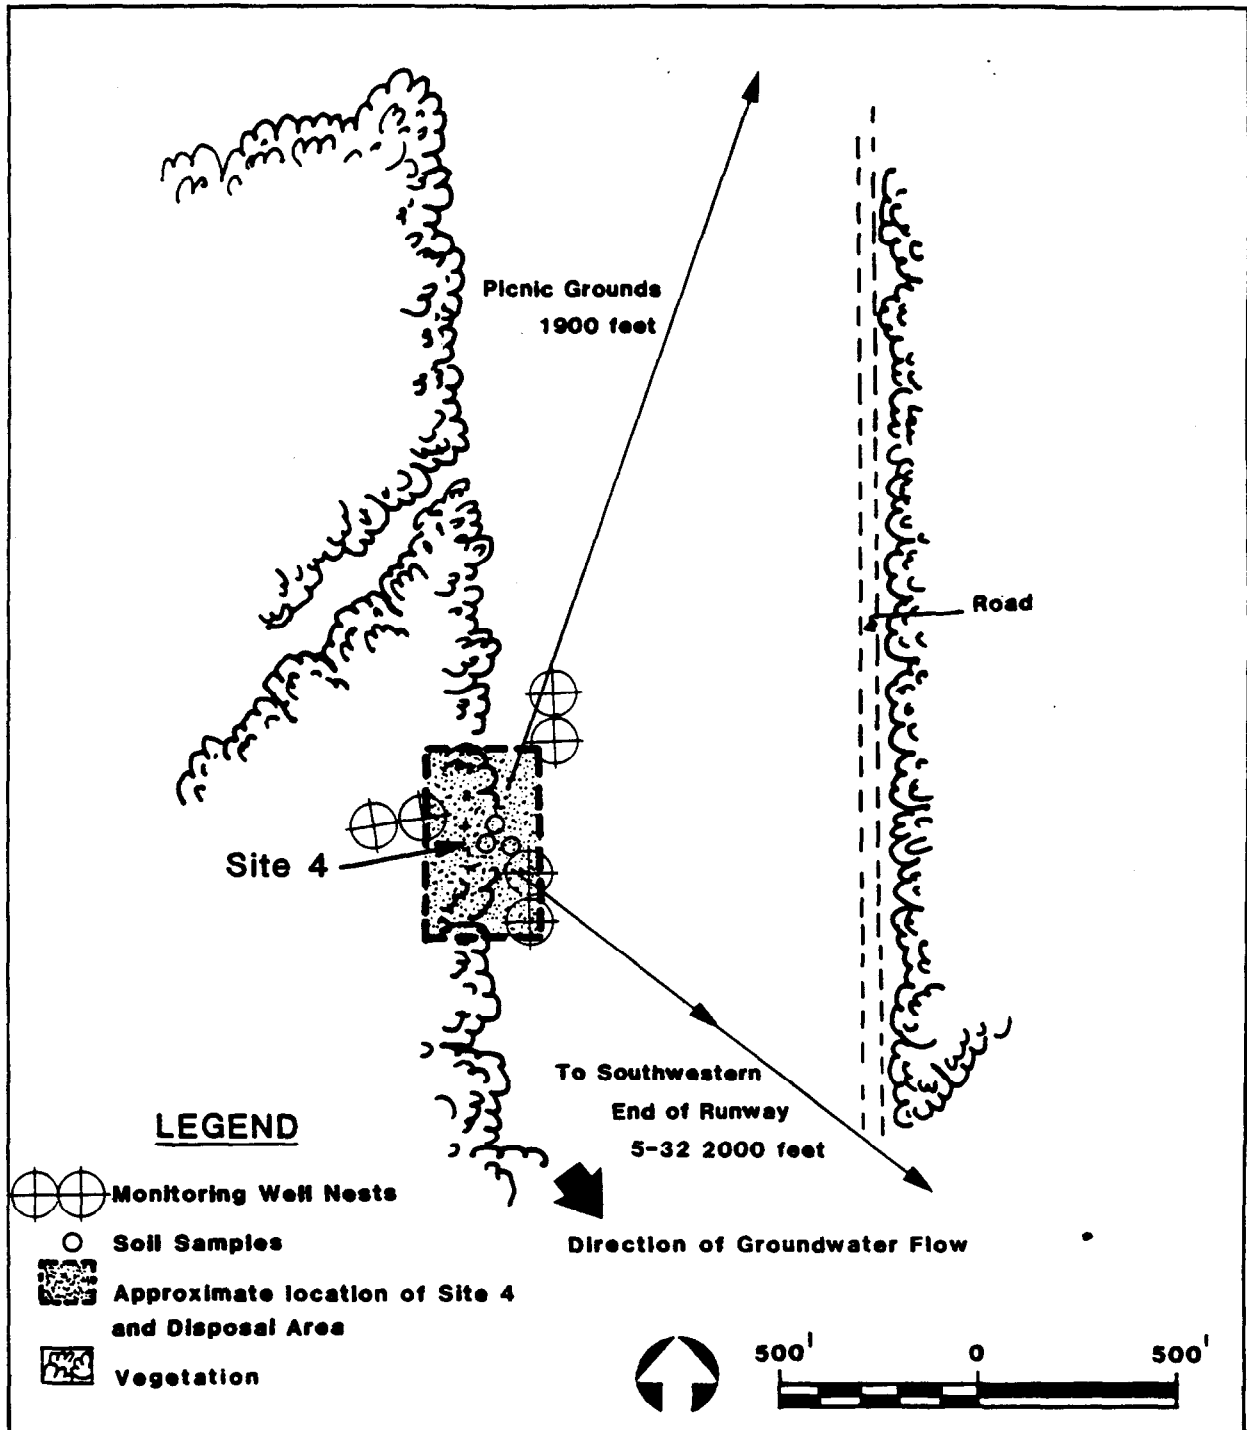 Picnic Grounds
1900 feet
Road
Site 4
To Southwestern
End of Runway
5-32 2000 feet
LEGEND
Monitoring Well Nests
Soil Samples
Approximate location of Site 4
and Disposal Area
Vegetation
Direction of Groundwater Flow
500' 0 500'